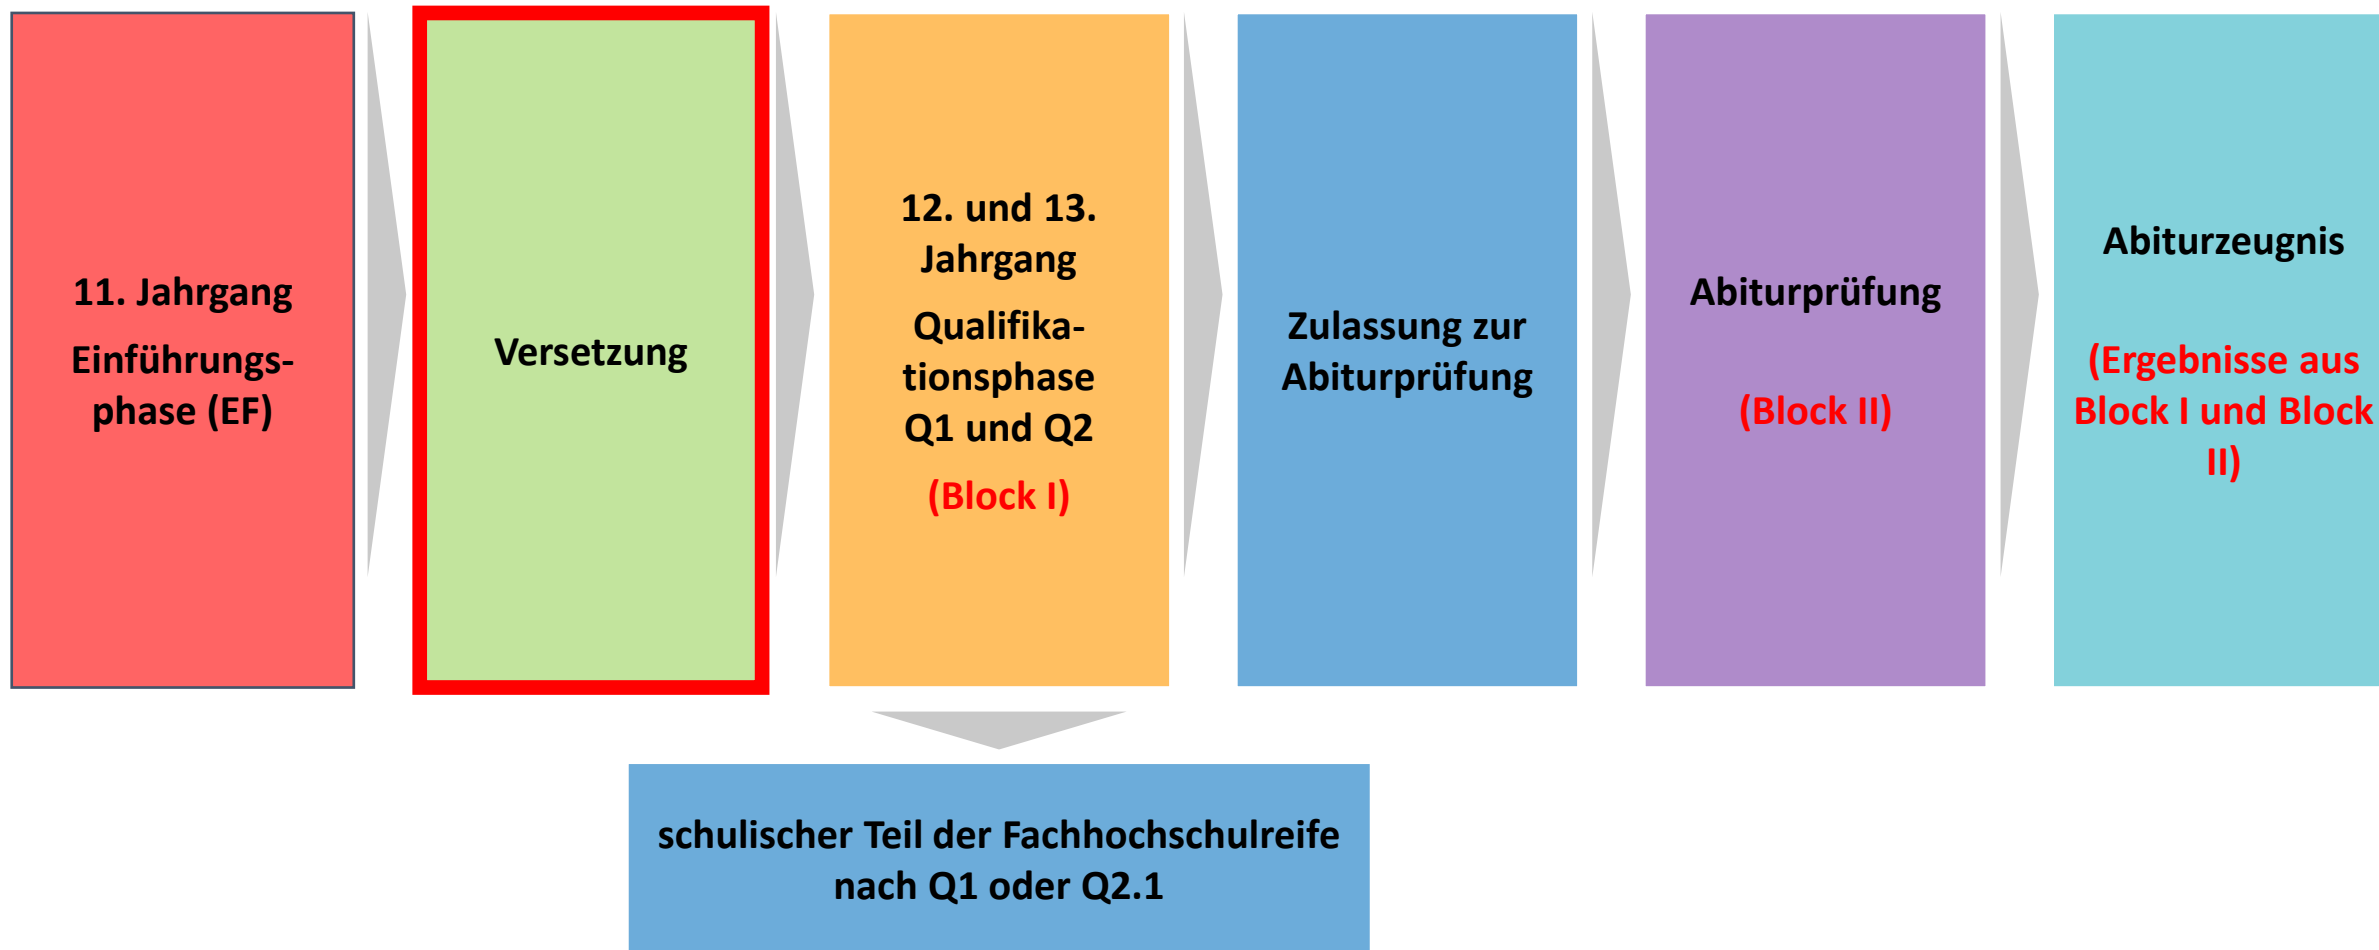 11. Jahrgang
Einführungs-
phase (EF)
Versetzung
12. und 13.
Jahrgang
Qualifika-
tionsphase
Q1 und Q2
(Block I)
Zulassung zur
Abiturprüfung
Abiturprüfung
(Block II)
Abiturzeugnis
(Ergebnisse aus
Block I und Block
II)
schulischer Teil der Fachhochschulreife
nach Q1 oder Q2.1